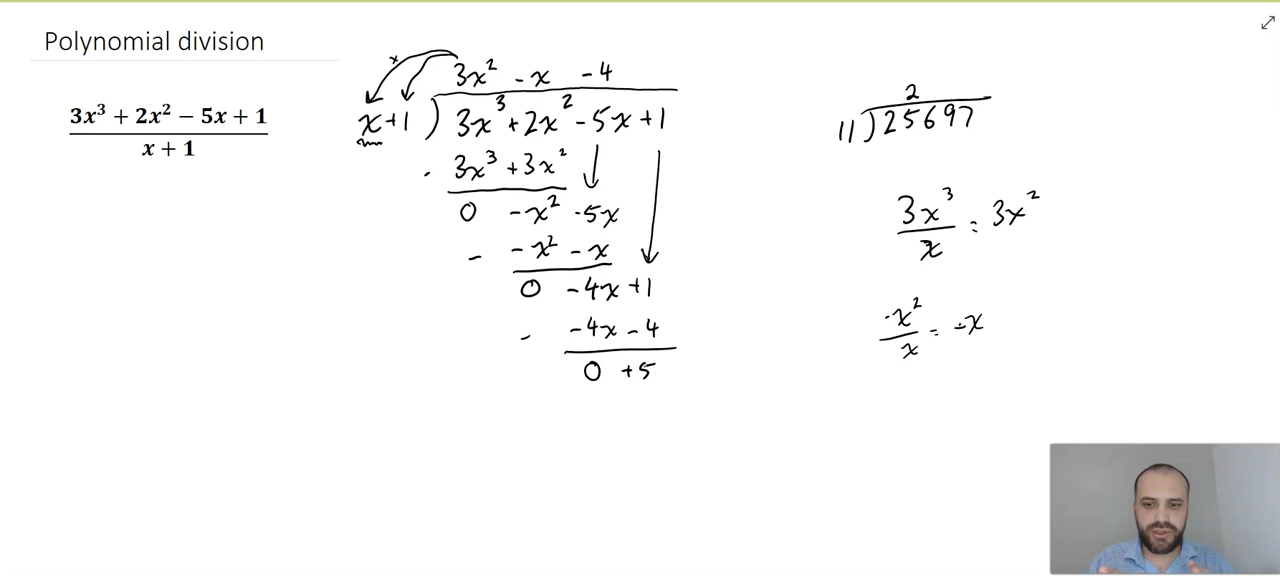 Polynomial division
3x³ + 2x² − 5x + 1
x + 1
x
3x² - x - 4
x + 1 ) 3x³ + 2x² - 5x + 1
- 3x³ + 3x²
0 - x² - 5x
- - x² - x
0 - 4x + 1
- - 4x - 4
0 + 5
2
11 ) 25697
3x³
x
= 3x²
-x²
x
= -x